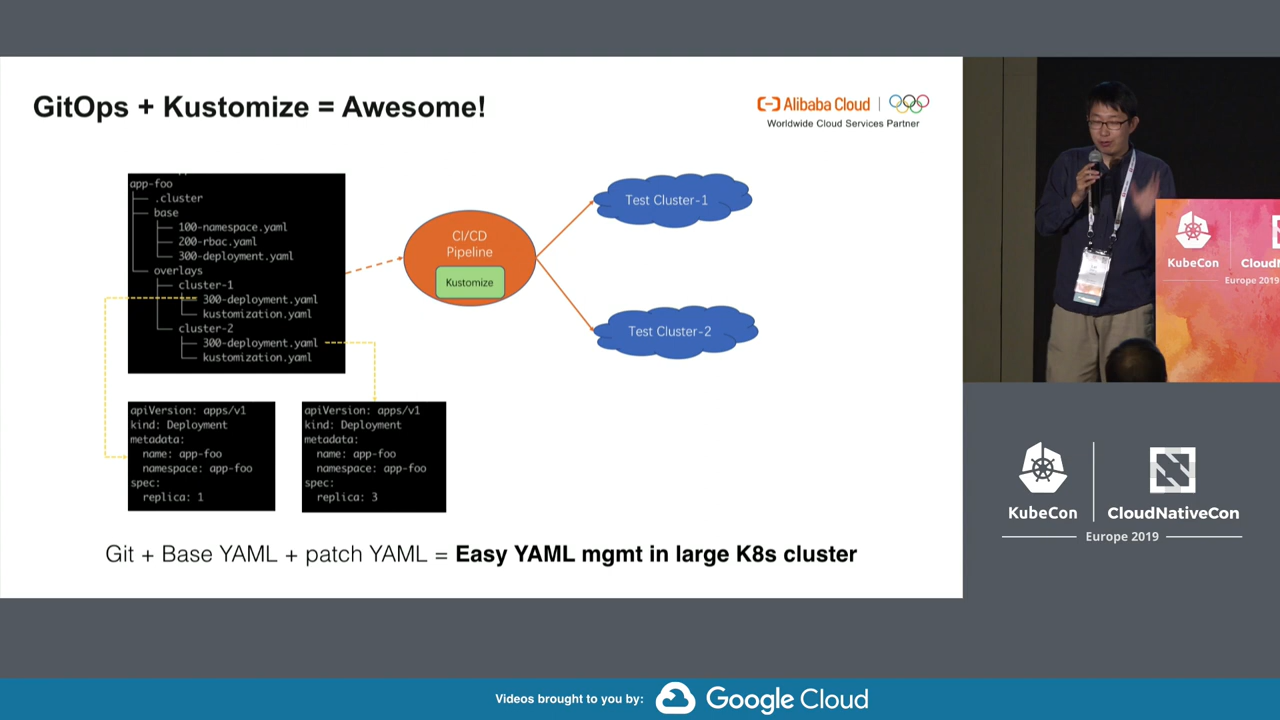 GitOps + Kustomize = Awesome!
Alibaba Cloud
Worldwide Cloud Services Partner
app-foo
.cluster
base
100-namespace.yaml
200-rbac.yaml
300-deployment.yaml
overlays
cluster-1
300-deployment.yaml
kustomization.yaml
cluster-2
300-deployment.yaml
kustomization.yaml
CI/CD
Pipeline
Kustomize
Test Cluster-1
Test Cluster-2
apiVersion: apps/v1
kind: Deployment
metadata:
name: app-foo
namespace: app-foo
spec:
replica: 1
apiVersion: apps/v1
kind: Deployment
metadata:
name: app-foo
namespace: app-foo
spec:
replica: 3
Git + Base YAML + patch YAML = Easy YAML mgmt in large K8s cluster
KubeCon
CloudN
Europe 2019
KubeCon
CloudNativeCon
Europe 2019
Videos brought to you by:
Google Cloud